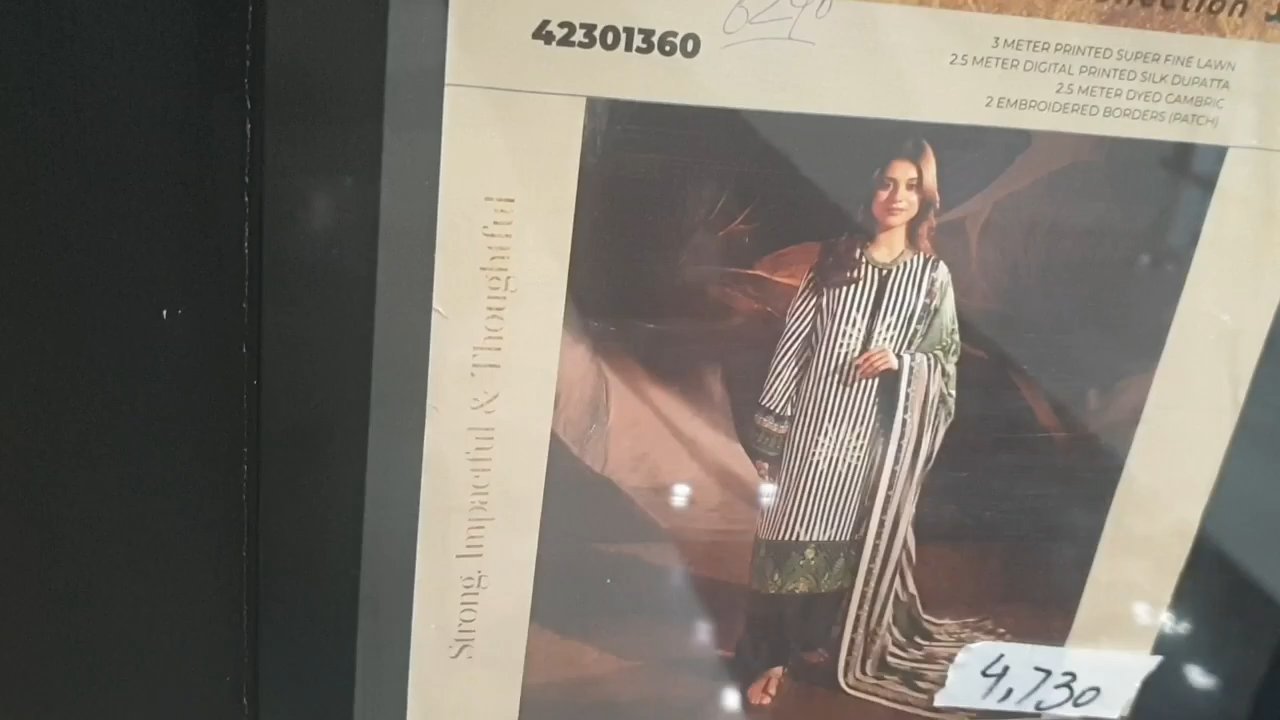 42301360
3 METER PRINTED SUPER FINE LAWN
2.5 METER DIGITAL PRINTED SILK DUPATTA
2.5 METER DYED CAMBRIC
2 EMBROIDERED BORDERS (PATCH)
Strong, Impactful & Thoughtful
4,730